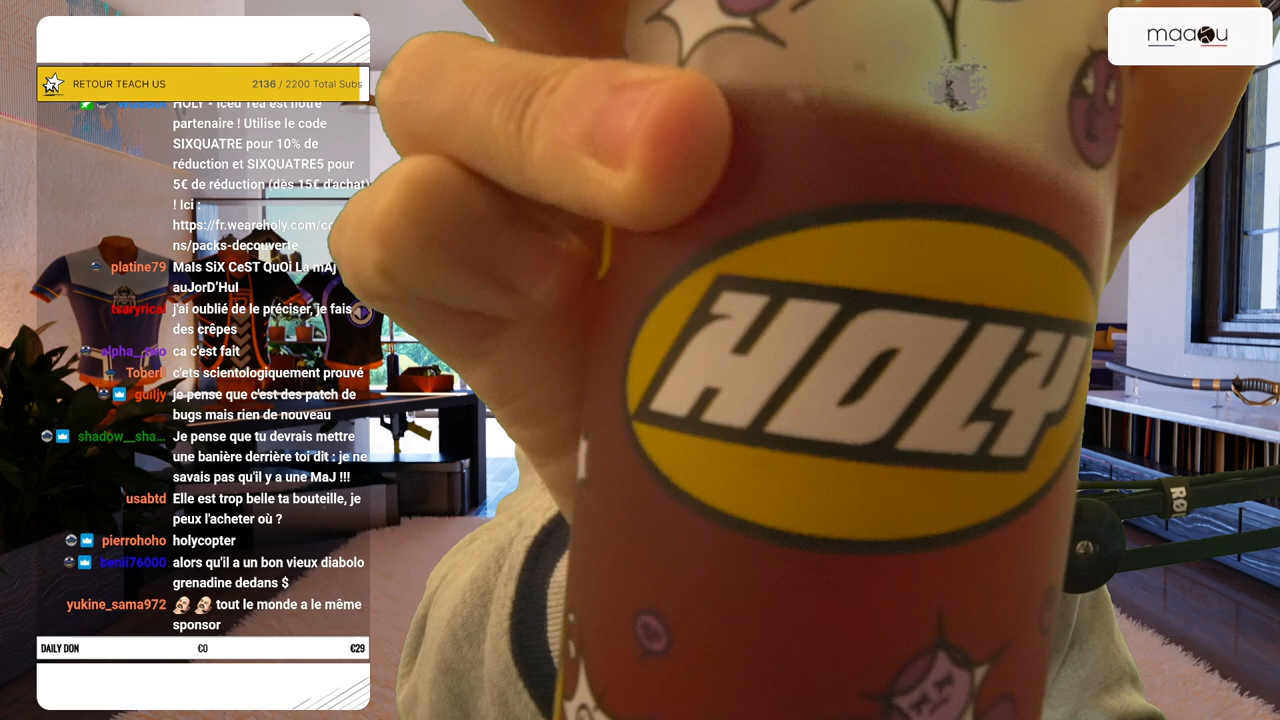 RETOUR TEACH US 2136 / 2200 Total Subs
HOLY - Iced Tea est notre
partenaire ! Utilise le code
SIXQUATRE pour 10% de
réduction et SIXQUATRE5 pour
5€ de réduction (dès 15€ d'achat)
! Ici :
https://fr.weareholy.com/
ns/packs-decouverte
platine79 MaIs SiX CeST QuOi La mAj
auJorD'HuI
tsaryrical j'ai oublié de le préciser, je fais
des crêpes
ca c'est fait
c'ets scientologiquement prouvé
guiljy je pense que c'est des patch de
bugs mais rien de nouveau
shadow__sha... Je pense que tu devrais mettre
une banière derrière toi dit : je ne
savais pas qu'il y a une MaJ !!!
usabtd Elle est trop belle ta bouteille, je
peux l'acheter où ?
pierrohoho holycopter
benii76000 alors qu'il a un bon vieux diabolo
grenadine dedans $
yukine_sama972 tout le monde a le même
sponsor
DAILY DON €0 €29
HOLY
maaku